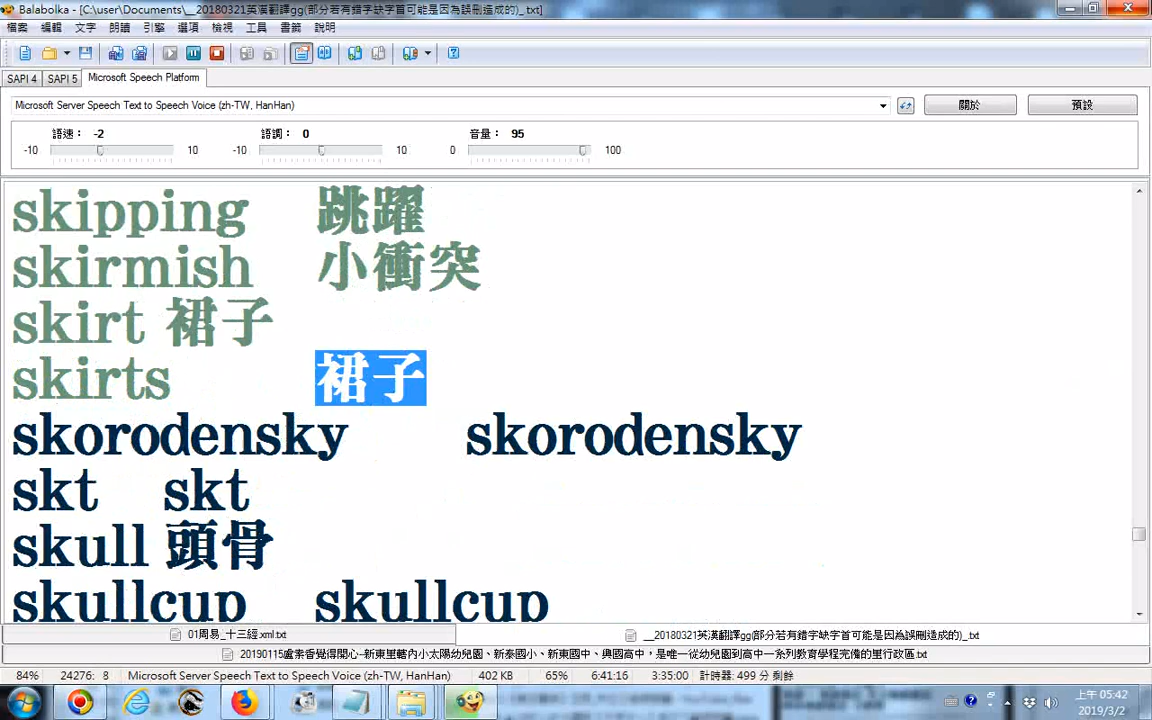 Balabolka - [C:\user\Documents\__20180321英漢翻譯gg(部分若有錯字缺字首可能是因為誤刪造成的)_.txt]
檔案 編輯 文字 朗讀 引擎 選項 檢視 工具 書籤 說明
SAPI 4 SAPI 5 Microsoft Speech Platform
Microsoft Server Speech Text to Speech Voice (zh-TW, HanHan) 關於 預設
語速： -2 語調： 0 音量： 95
-10 10 -10 10 0 100
skipping 跳躍
skirmish 小衝突
skirt 裙子
skirts 裙子
skorodensky skorodensky
skt skt
skull 頭骨
skullcup skullcup
01周易_十三經.xml.txt __20180321英漢翻譯gg(部分若有錯字缺字首可能是因為誤刪造成的)_.txt
20190115盧素香覺得開心-新東里轄內小太陽幼兒園、新泰國小、新東國中、興國高中，是唯一從幼兒園到高中一系列教育學程完備的里行政區.txt
84% 24276: 8 Microsoft Server Speech Text to Speech Voice (zh-TW, HanHan) 402 KB 65% 6:41:16 3:35:00 計時器: 499 分 剩餘
上午 05:42
2019/3/2